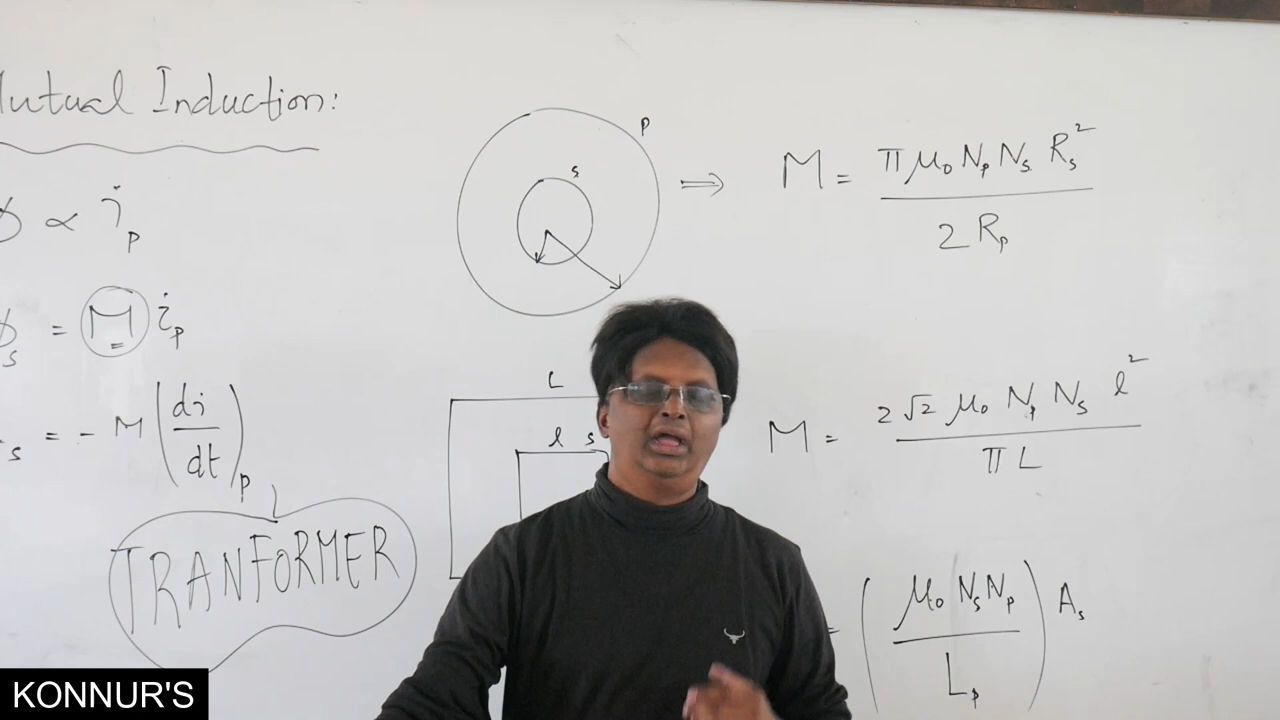 Mutual Induction:
ϕ ∝ i_p
ϕ_s = M i_p
s = - M (di/dt)_p
TRANFORMER
P
s
⇒ M = π μ₀ N_p N_s R_s² / 2 R_p
L
l s
M = 2 √2 μ₀ N_p N_s l² / π L
= (μ₀ N_s N_p / L_p) A_s
KONNUR'S